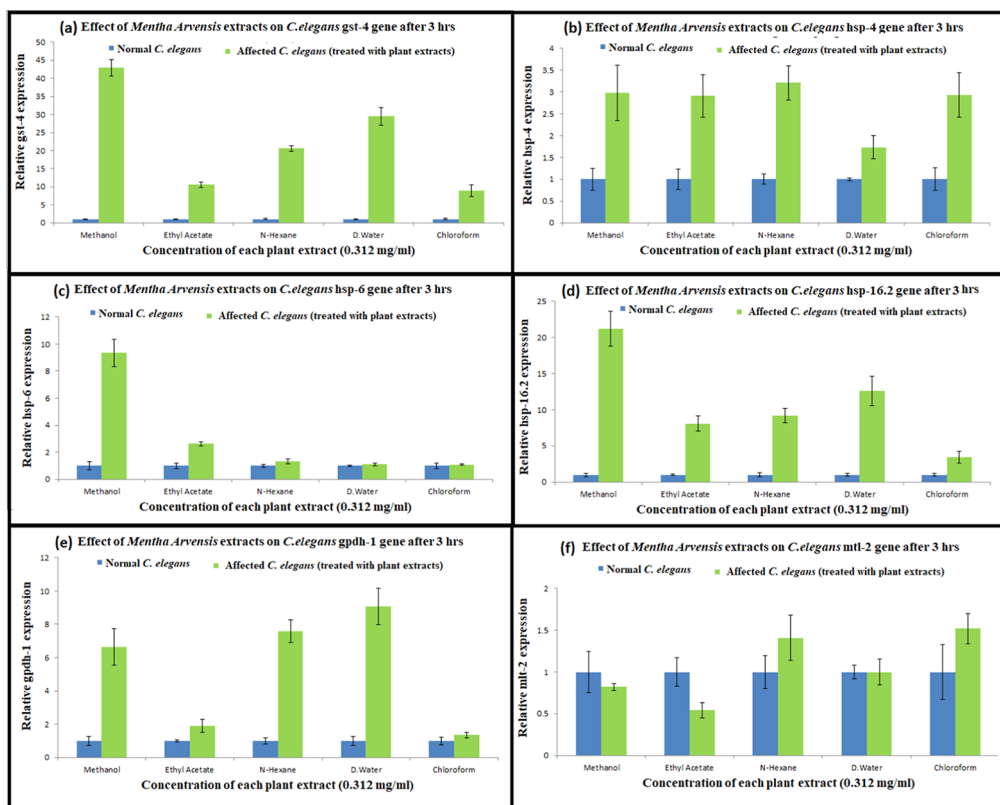 (a) Effect of Mentha Arvensis extracts on C.elegans gst-4 gene after 3 hrs
Normal C. elegans
Affected C. elegans (treated with plant extracts)
Relative gst-4 expression
50
45
40
35
30
25
20
15
10
5
0
Methanol
Ethyl Acetate
N-Hexane
D.Water
Chloroform
Concentration of each plant extract (0.312 mg/ml)
(b) Effect of Mentha Arvensis extracts on C.elegans hsp-4 gene after 3 hrs
Normal C. elegans
Affected C. elegans (treated with plant extracts)
Relative hsp-4 expression
4
3.5
3
2.5
2
1.5
1
0.5
0
Methanol
Ethyl Acetate
N-Hexane
D.Water
Chloroform
Concentration of each plant extract (0.312 mg/ml)
(c) Effect of Mentha Arvensis extracts on C.elegans hsp-6 gene after 3 hrs
Normal C. elegans
Affected C. elegans (treated with plant extracts)
Relative hsp-6 expression
12
10
8
6
4
2
0
Methanol
Ethyl Acetate
N-Hexane
D.Water
Chloroform
Concentration of each plant extract (0.312 mg/ml)
(d) Effect of Mentha Arvensis extracts on C.elegans hsp-16.2 gene after 3 hrs
Normal C. elegans
Affected C. elegans (treated with plant extracts)
Relative hsp-16.2 expression
25
20
15
10
5
0
Methanol
Ethyl Acetate
N-Hexane
D.Water
Chloroform
Concentration of each plant extract (0.312 mg/ml)
(e) Effect of Mentha Arvensis extracts on C.elegans gpdh-1 gene after 3 hrs
Normal C. elegans
Affected C. elegans (treated with plant extracts)
Relative gpdh-1 expression
12
10
8
6
4
2
0
Methanol
Ethyl Acetate
N-Hexane
D.Water
Chloroform
Concentration of each plant extract (0.312 mg/ml)
(f) Effect of Mentha Arvensis extracts on C.elegans mtl-2 gene after 3 hrs
Normal C. elegans
Affected C. elegans (treated with plant extracts)
Relative mlt-2 expression
2
1.5
1
0.5
0
Methanol
Ethyl Acetate
N-Hexane
D.Water
Chloroform
Concentration of each plant extract (0.312 mg/ml)